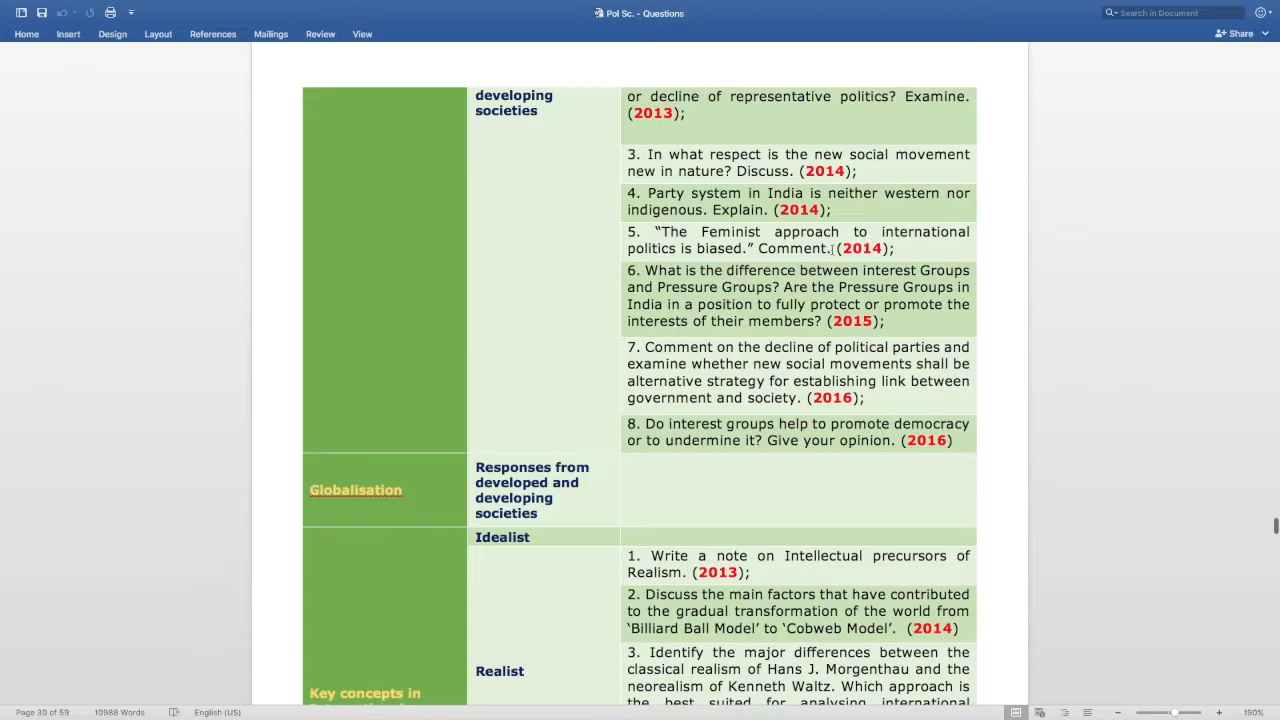 Pol Sc. - Questions
Search in Document
Home Insert Design Layout References Mailings Review View
Share
developing
societies
or decline of representative politics? Examine.
(2013);
3. In what respect is the new social movement
new in nature? Discuss. (2014);
4. Party system in India is neither western nor
indigenous. Explain. (2014);
5. “The Feminist approach to international
politics is biased.” Comment. (2014);
6. What is the difference between interest Groups
and Pressure Groups? Are the Pressure Groups in
India in a position to fully protect or promote the
interests of their members? (2015);
7. Comment on the decline of political parties and
examine whether new social movements shall be
alternative strategy for establishing link between
government and society. (2016);
8. Do interest groups help to promote democracy
or to undermine it? Give your opinion. (2016)
Globalisation
Responses from
developed and
developing
societies
Idealist
Key concepts in
Realist
1. Write a note on Intellectual precursors of
Realism. (2013);
2. Discuss the main factors that have contributed
to the gradual transformation of the world from
‘Billiard Ball Model’ to ‘Cobweb Model’. (2014)
3. Identify the major differences between the
classical realism of Hans J. Morgenthau and the
neorealism of Kenneth Waltz. Which approach is
the best suited for analysing international
Page 30 of 59 10988 Words English (US) 190%